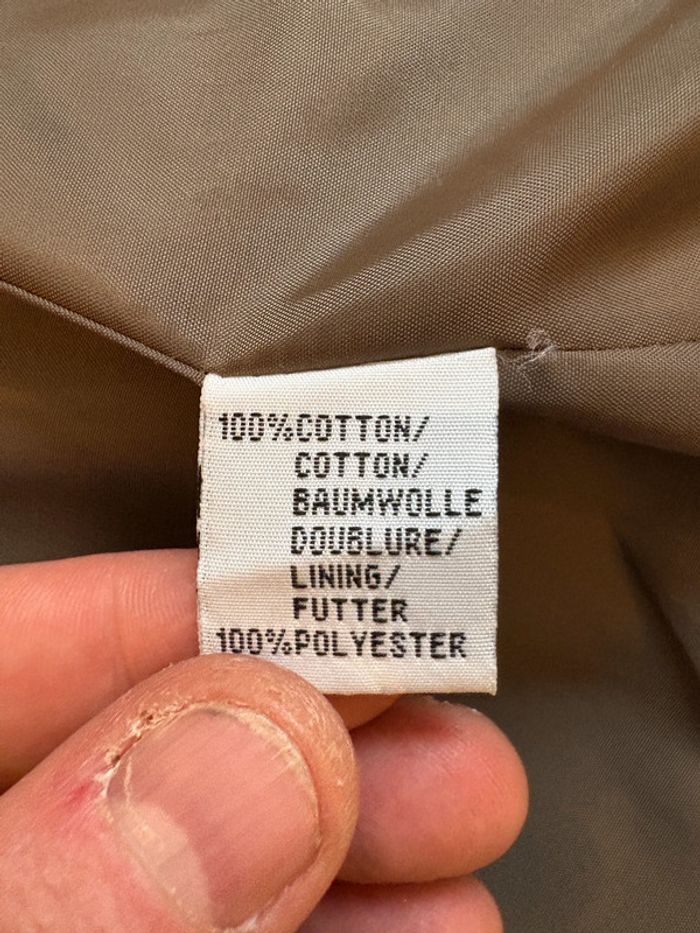 100%COTTON/
COTTON/
BAUMWOLLE
DOUBLURE/
LINING/
FUTTER
100%POLYESTER